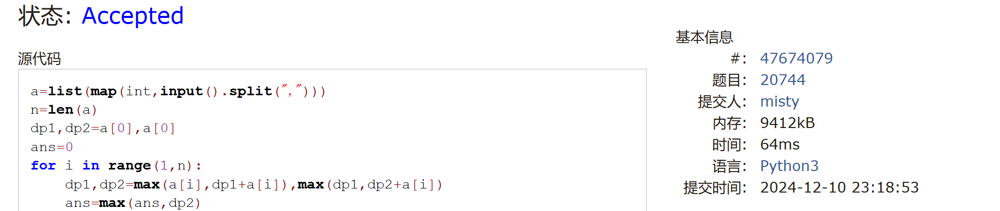 状态: Accepted
源代码
a=list(map(int,input().split(",")))
n=len(a)
dp1,dp2=a[0],a[0]
ans=0
for i in range(1,n):
    dp1,dp2=max(a[i],dp1+a[i]),max(dp1,dp2+a[i])
    ans=max(ans,dp2)
基本信息
#: 47674079
题目: 20744
提交人: misty
内存: 9412kB
时间: 64ms
语言: Python3
提交时间: 2024-12-10 23:18:53